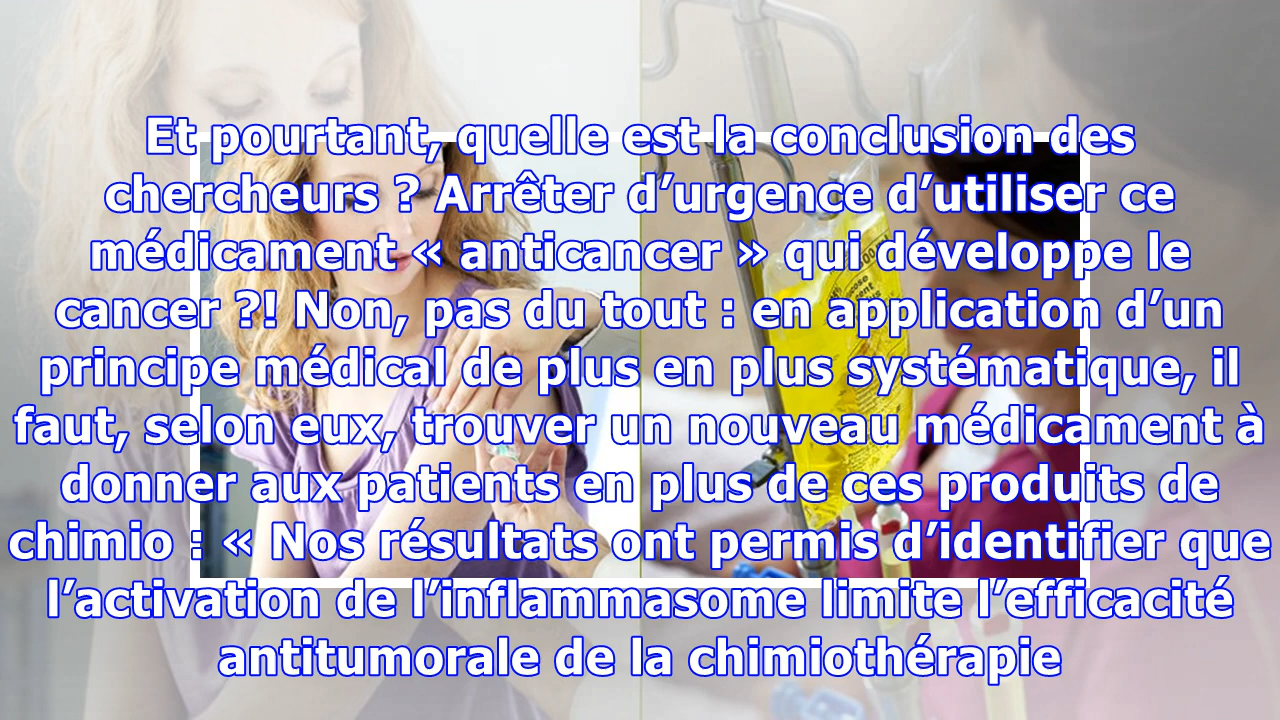 Et pourtant, quelle est la conclusion des
chercheurs ? Arrêter d’urgence d’utiliser ce
médicament « anticancer » qui développe le
cancer ?! Non, pas du tout : en application d’un
principe médical de plus en plus systématique, il
faut, selon eux, trouver un nouveau médicament à
donner aux patients en plus de ces produits de
chimio : « Nos résultats ont permis d’identifier que
l’activation de l’inflammasome limite l’efficacité
antitumorale de la chimiothérapie